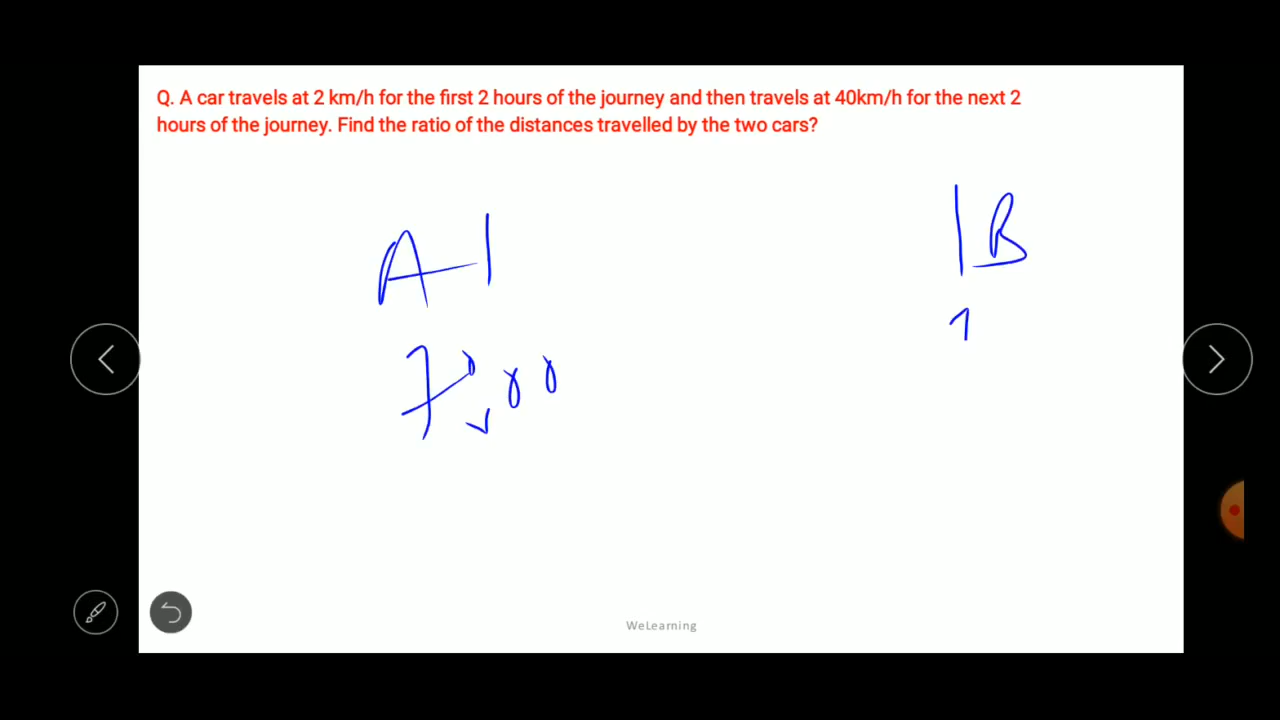 Q. A car travels at 2 km/h for the first 2 hours of the journey and then travels at 40km/h for the next 2
hours of the journey. Find the ratio of the distances travelled by the two cars?
A
B
WeLearning